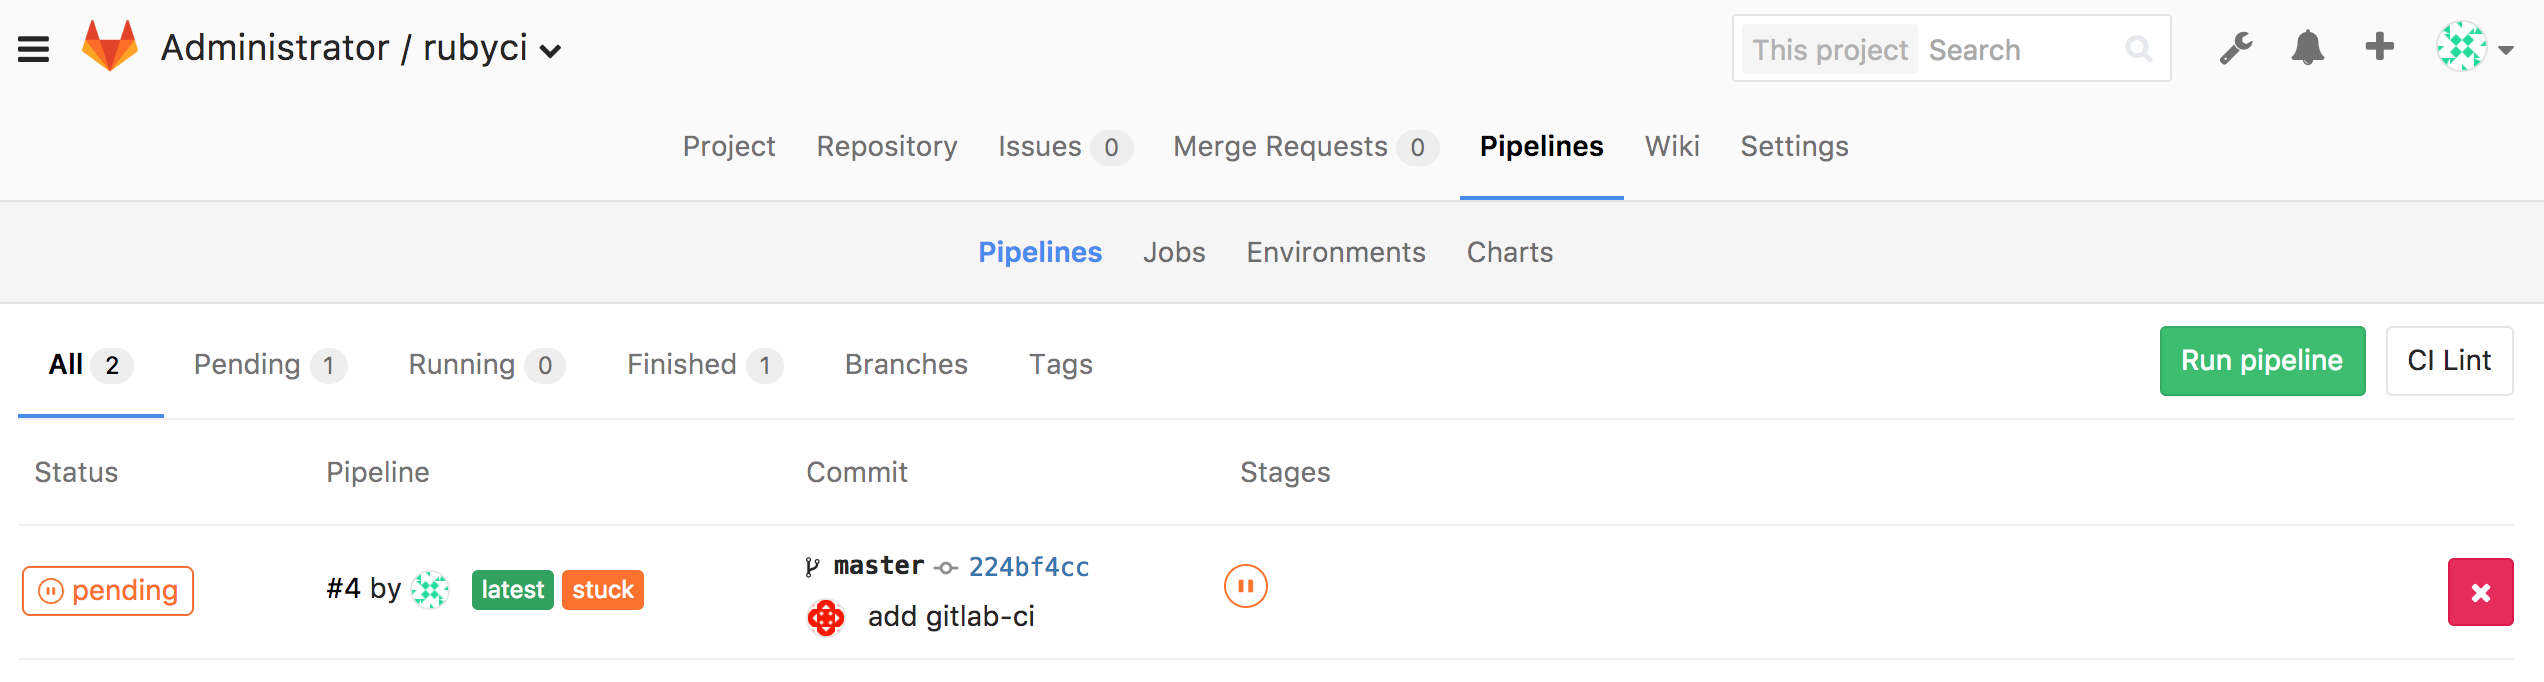 Administrator / rubyci
This project Search
Project Repository Issues 0 Merge Requests 0 Pipelines Wiki Settings
Pipelines Jobs Environments Charts
All 2 Pending 1 Running 0 Finished 1 Branches Tags Run pipeline CI Lint
Status Pipeline Commit Stages
pending #4 by latest stuck master 224bf4cc
add gitlab-ci